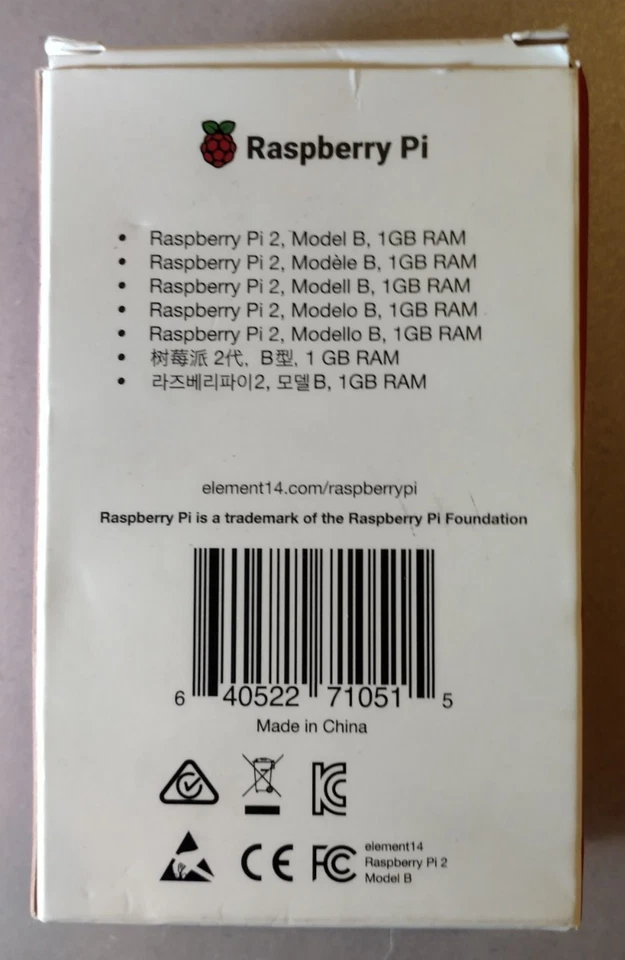 Raspberry Pi
• Raspberry Pi 2, Model B, 1GB RAM
• Raspberry Pi 2, Modèle B, 1GB RAM
• Raspberry Pi 2, Modell B, 1GB RAM
• Raspberry Pi 2, Modelo B, 1GB RAM
• Raspberry Pi 2, Modello B, 1GB RAM
• 树莓派 2代, B型, 1 GB RAM
• 라즈베리파이2, 모델B, 1GB RAM
element14.com/raspberrypi
Raspberry Pi is a trademark of the Raspberry Pi Foundation
6 40522 71051 5
Made in China
KC
CE FC element14
Raspberry Pi 2
Model B